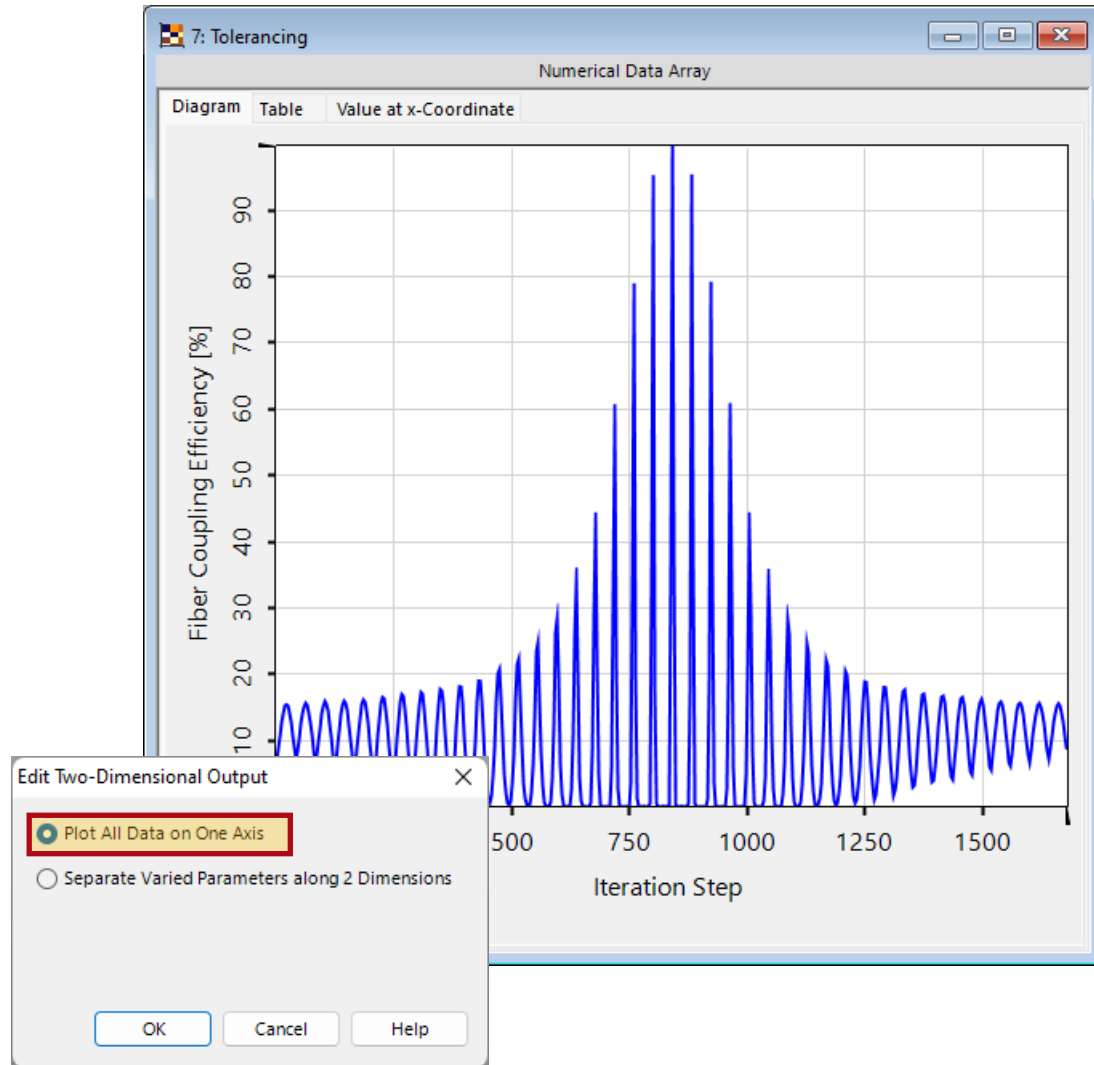 7: Tolerancing
Numerical Data Array
Diagram Table Value at x-Coordinate
90
80
70
60
50
40
30
20
10
Fiber Coupling Efficiency [%]
500 750 1000 1250 1500
Iteration Step
Edit Two-Dimensional Output
Plot All Data on One Axis
Separate Varied Parameters along 2 Dimensions
OK Cancel Help